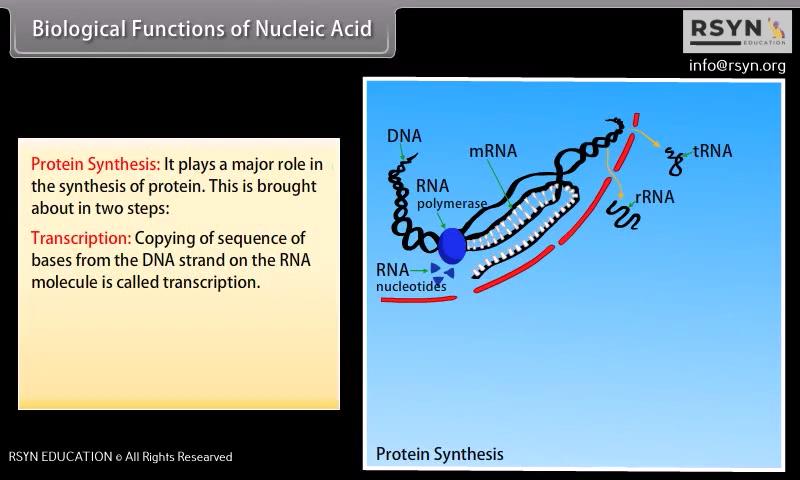 Biological Functions of Nucleic Acid
RSYN
EDUCATION
info@rsyn.org
Protein Synthesis: It plays a major role in
the synthesis of protein. This is brought
about in two steps:
Transcription: Copying of sequence of
bases from the DNA strand on the RNA
molecule is called transcription.
DNA
mRNA
tRNA
RNA
polymerase
rRNA
RNA
nucleotides
Protein Synthesis
RSYN EDUCATION © All Rights Researved